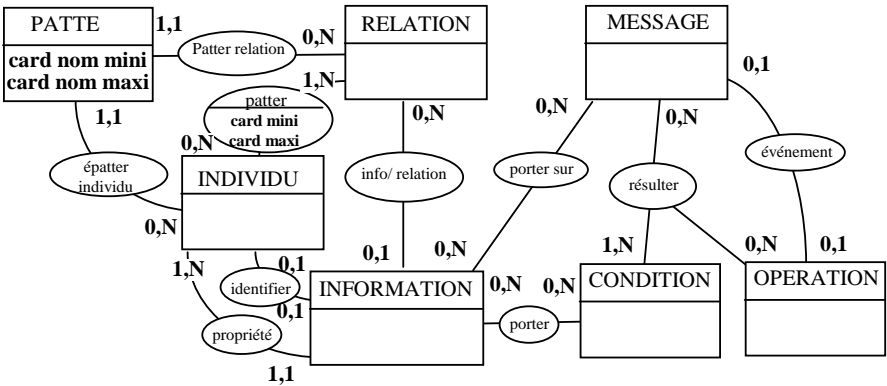 PATTE
1,1
RELATION
MESSAGE
Patter relation
0,N
card nom mini
card nom maxi
1,N
0,1
patter
card mini
card maxi
1,1
0,N
0,N
0,N
0,N
événement
épatter
individu
INDIVIDU
info/ relation
porter sur
résulter
0,N
1,N
0,1
0,1
0,N
1,N
0,N
0,1
identifier
0,1
INFORMATION
0,N
0,N
CONDITION
OPERATION
propriété
porter
1,1